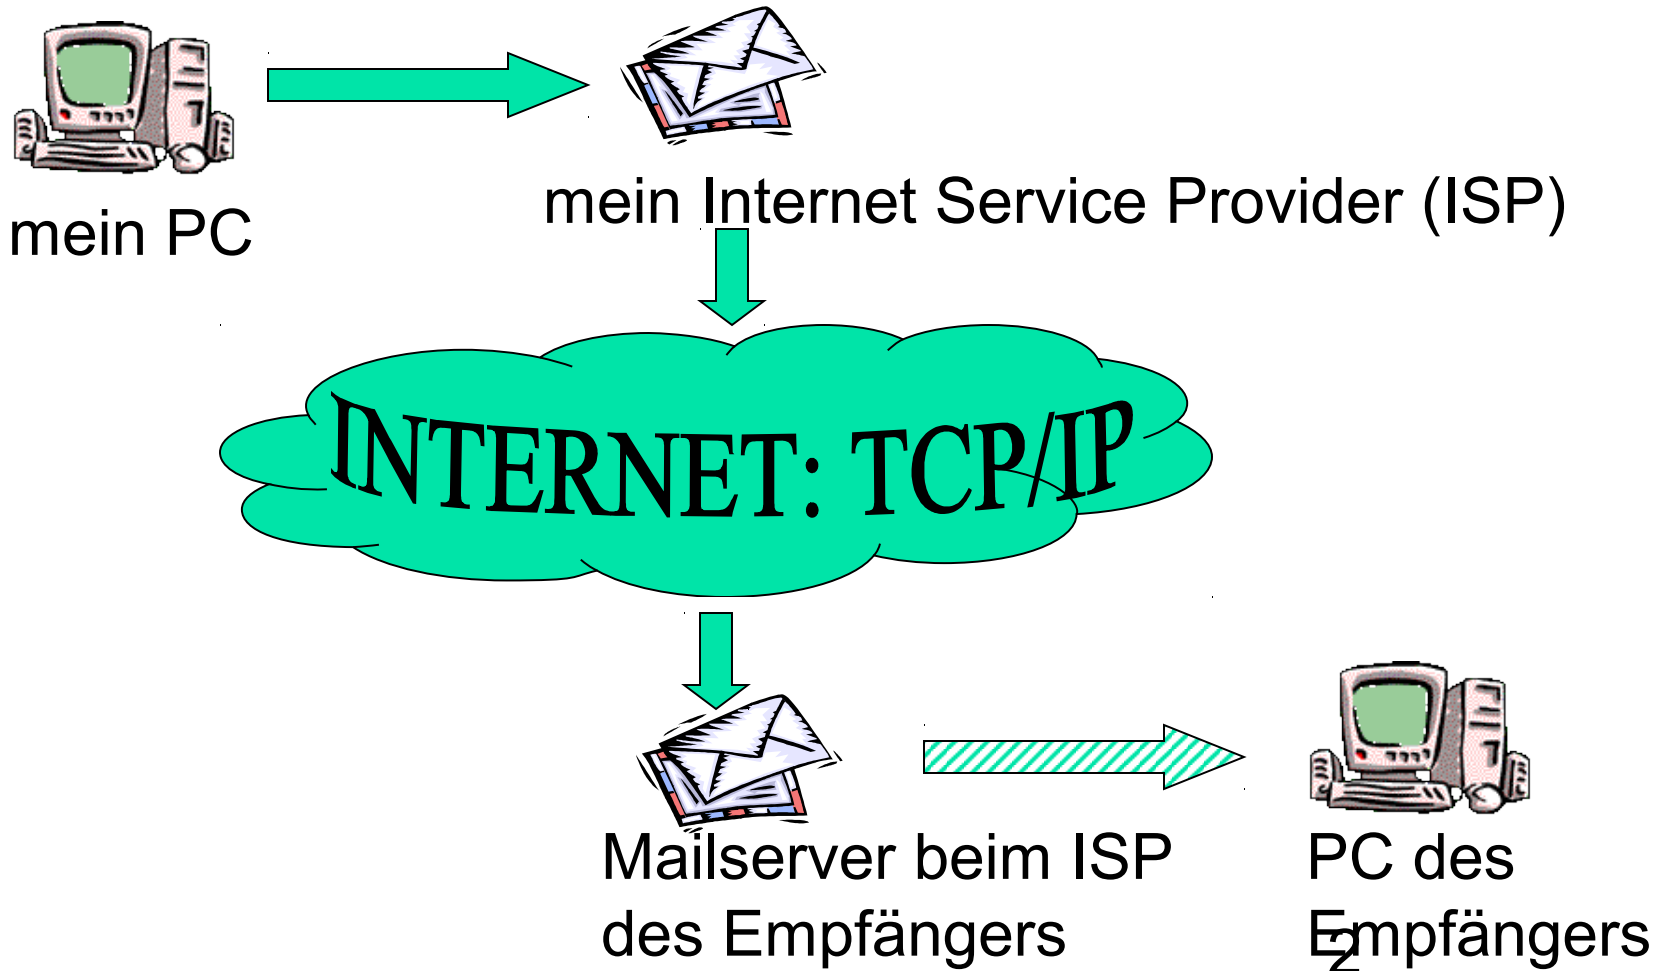 mein PC
mein Internet Service Provider (ISP)
INTERNET: TCP/IP
Mailserver beim ISP
des Empfängers
PC des
Empfängers
2